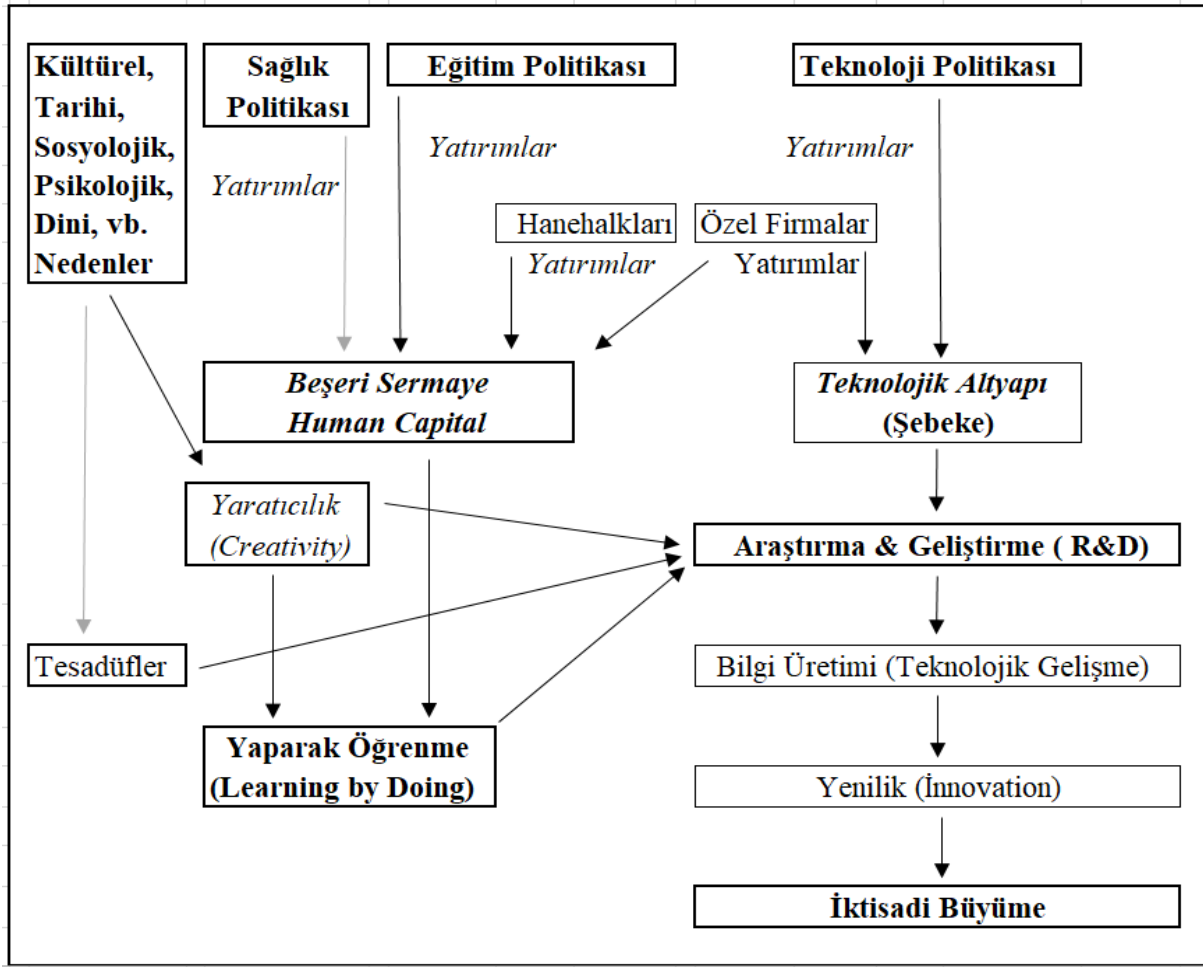 Kültürel,
Tarihi,
Sosyolojik,
Psikolojik,
Dini, vb.
Nedenler
Sağlık
Politikası
Eğitim Politikası
Teknoloji Politikası
Yatırımlar
Yatırımlar
Yatırımlar
Hanehalkları
Yatırımlar
Özel Firmalar
Yatırımlar
Beşeri Sermaye
Human Capital
Teknolojik Altyapı
(Şebeke)
Yaratıcılık
(Creativity)
Araştırma & Geliştirme ( R&D)
Tesadüfler
Bilgi Üretimi (Teknolojik Gelişme)
Yaparak Öğrenme
(Learning by Doing)
Yenilik (İnnovation)
İktisadi Büyüme